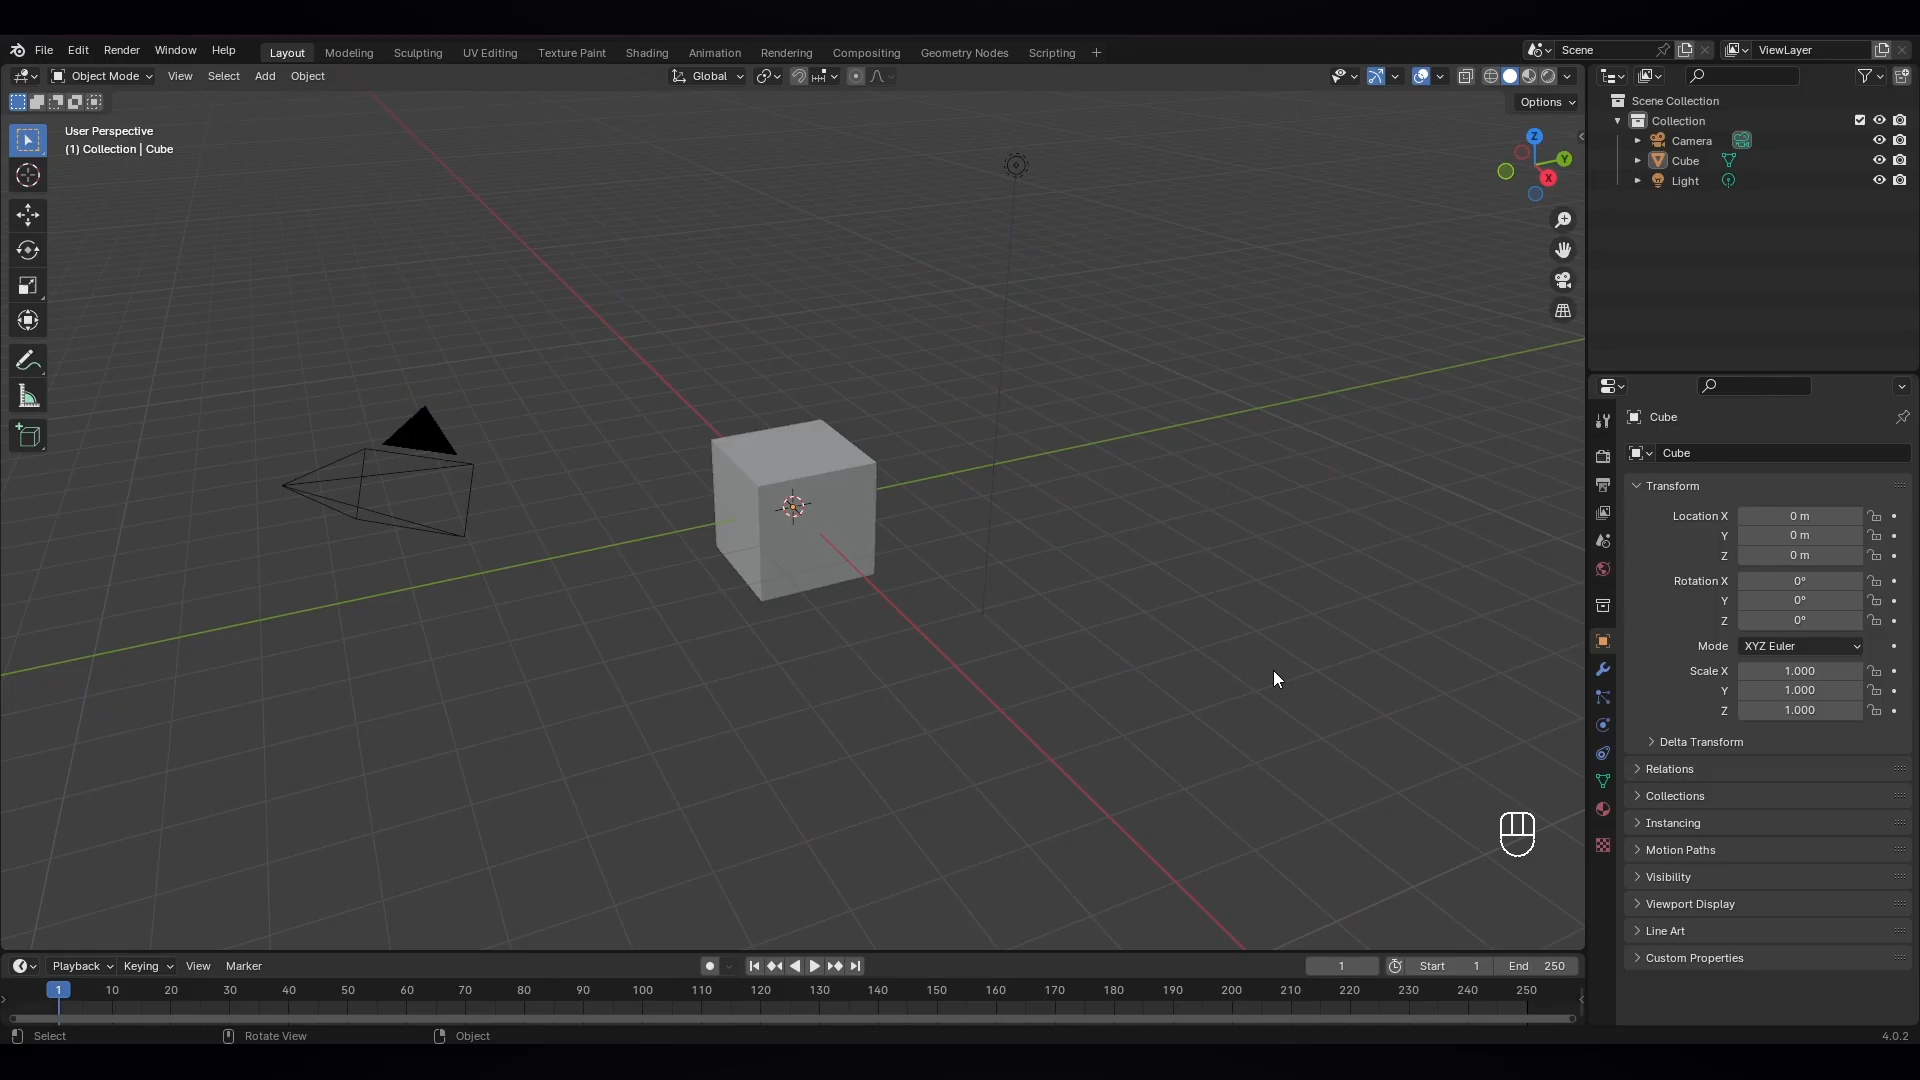 File Edit Render Window Help Layout Modeling Sculpting UV Editing Texture Paint Shading Animation Rendering Compositing Geometry Nodes Scripting + Scene ViewLayer
Object Mode View Select Add Object Global
Options
User Perspective
(1) Collection | Cube
Z
Y
X
Scene Collection
Collection
Camera
Cube
Light
Cube
Cube
Transform
Location X 0 m
Y 0 m
Z 0 m
Rotation X 0°
Y 0°
Z 0°
Mode XYZ Euler
Scale X 1.000
Y 1.000
Z 1.000
Delta Transform
Relations
Collections
Instancing
Motion Paths
Visibility
Viewport Display
Line Art
Custom Properties
Playback Keying View Marker 1 Start 1 End 250
1 10 20 30 40 50 60 70 80 90 100 110 120 130 140 150 160 170 180 190 200 210 220 230 240 250
Select Rotate View Object 4.0.2